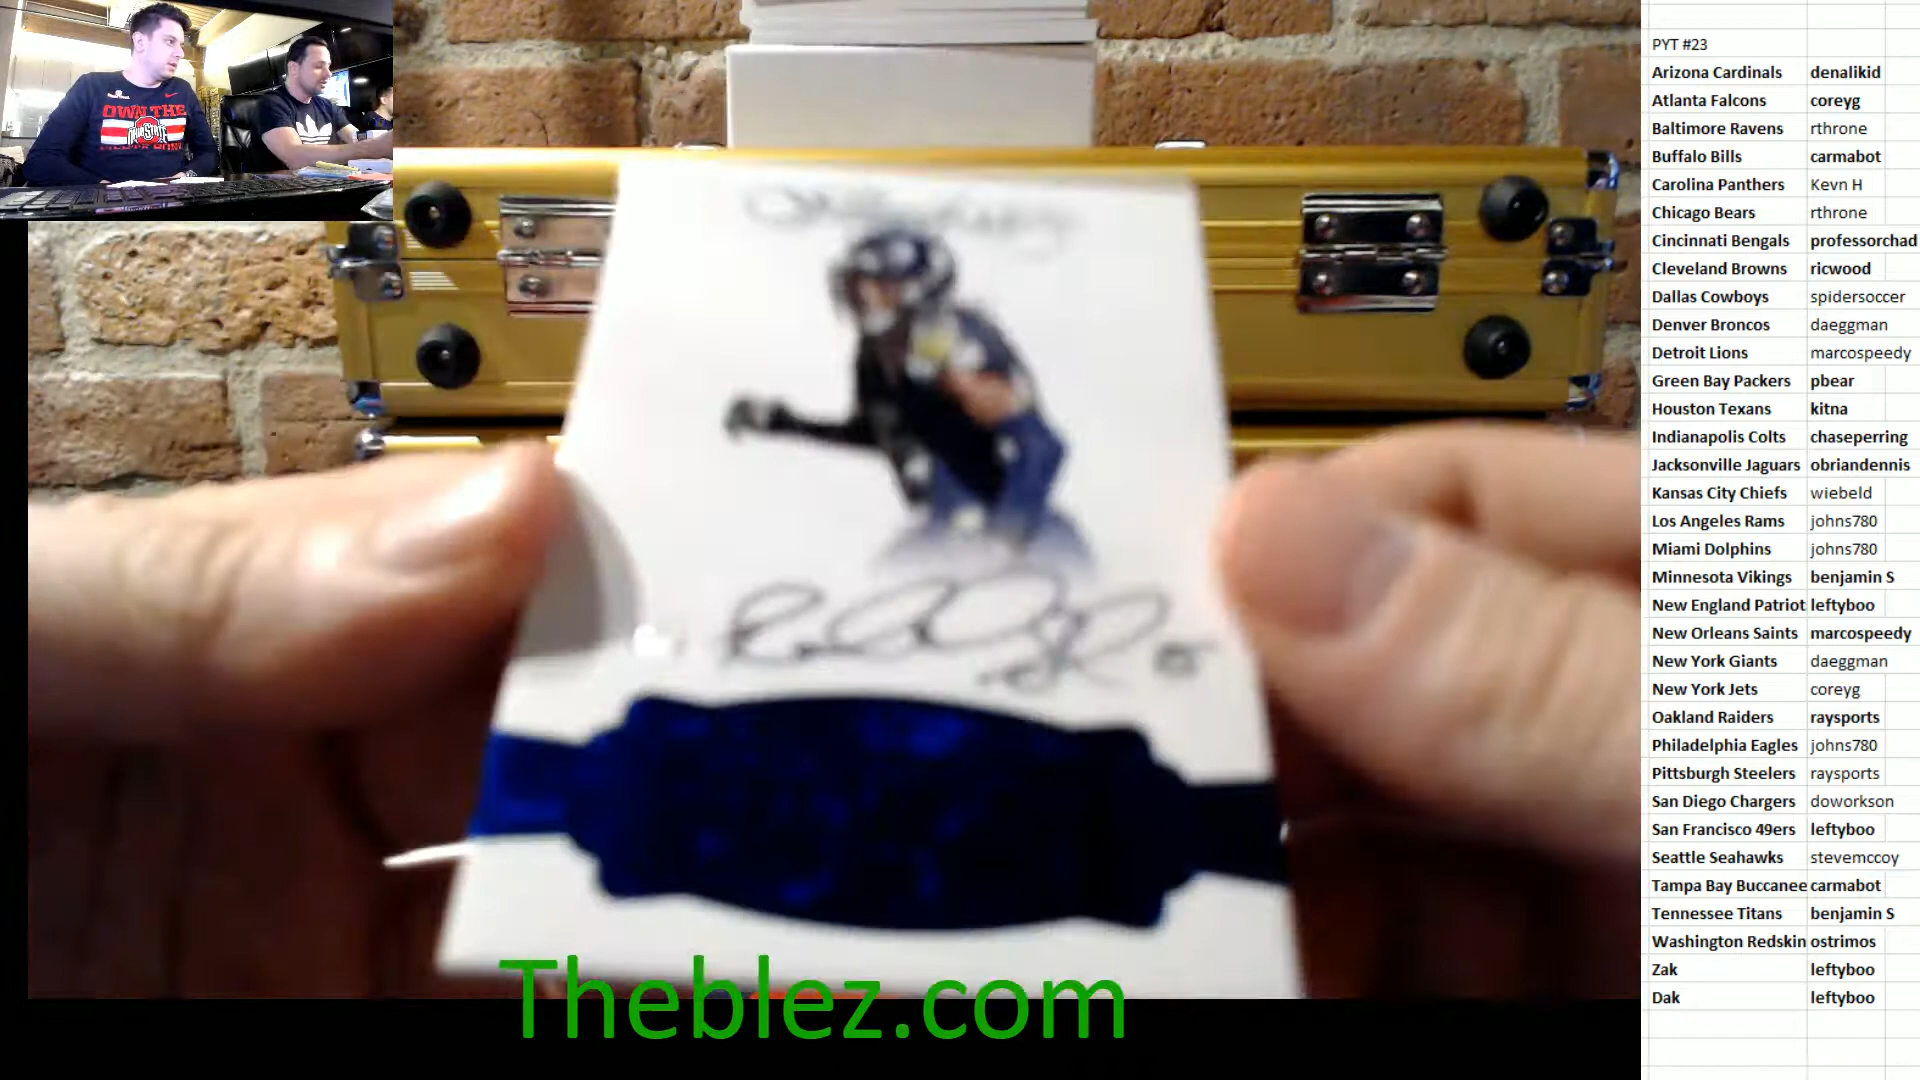 OWN THE
OHIO STATE
PYT #23
Arizona Cardinals denalikid
Atlanta Falcons coreyg
Baltimore Ravens rthrone
Buffalo Bills carmabot
Carolina Panthers Kevn H
Chicago Bears rthrone
Cincinnati Bengals professorchad
Cleveland Browns ricwood
Dallas Cowboys spidersoccer
Denver Broncos daeggman
Detroit Lions marcospeedy
Green Bay Packers pbear
Houston Texans kitna
Indianapolis Colts chaseperring
Jacksonville Jaguars obriandennis
Kansas City Chiefs wiebeld
Los Angeles Rams johns780
Miami Dolphins johns780
Minnesota Vikings benjamin S
New England Patriot leftyboo
New Orleans Saints marcospeedy
New York Giants daeggman
New York Jets coreyg
Oakland Raiders raysports
Philadelphia Eagles johns780
Pittsburgh Steelers raysports
San Diego Chargers doworkson
San Francisco 49ers leftyboo
Seattle Seahawks stevemccoy
Tampa Bay Buccanee carmabot
Tennessee Titans benjamin S
Washington Redskin ostrimos
Zak leftyboo
Dak leftyboo
Theblez.com